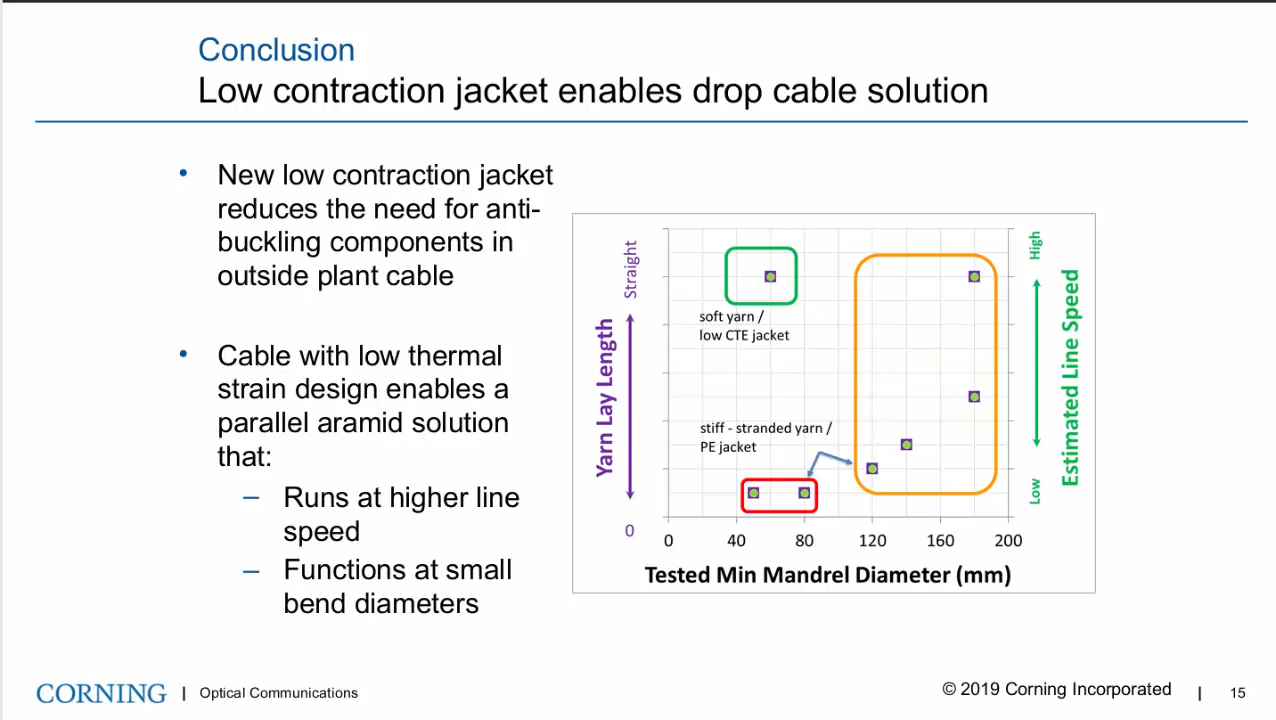 Conclusion
Low contraction jacket enables drop cable solution
• New low contraction jacket
reduces the need for anti-
buckling components in
outside plant cable
• Cable with low thermal
strain design enables a
parallel aramid solution
that:
– Runs at higher line
speed
– Functions at small
bend diameters
Yarn Lay Length
Straight
0
soft yarn /
low CTE jacket
stiff - stranded yarn /
PE jacket
High
Low
Estimated Line Speed
0 40 80 120 160 200
Tested Min Mandrel Diameter (mm)
CORNING | Optical Communications
© 2019 Corning Incorporated | 15